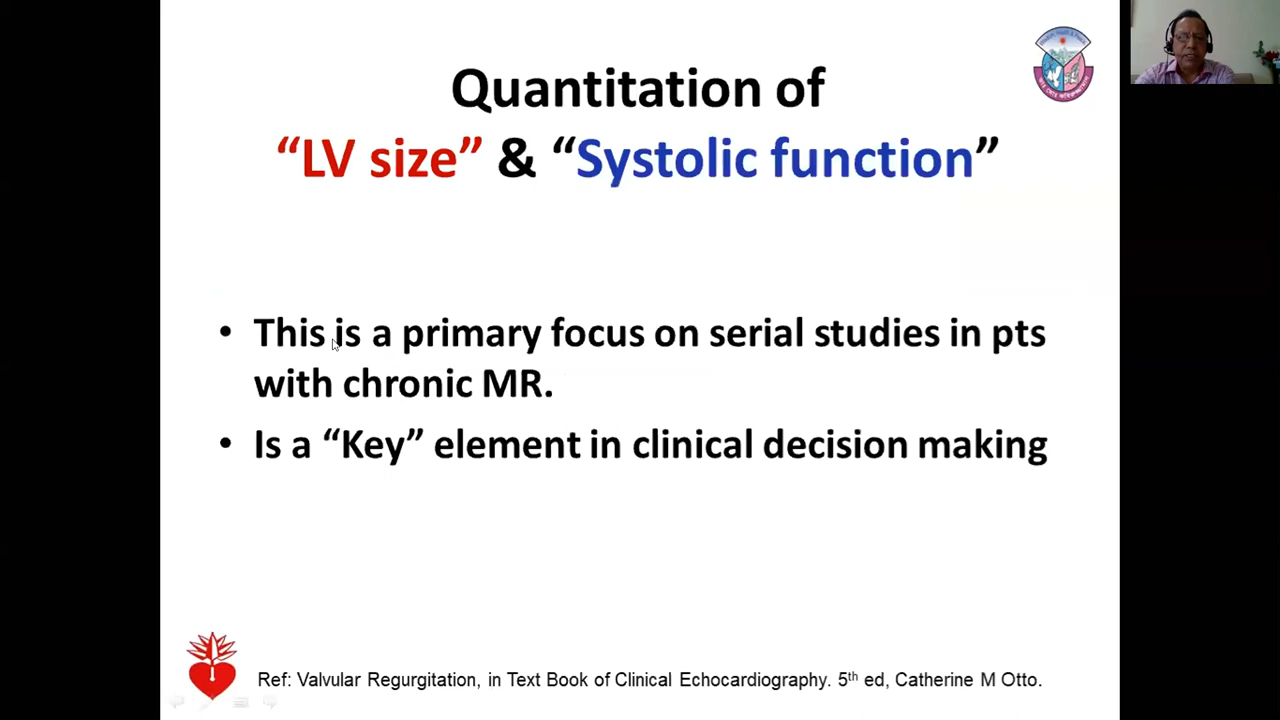 Quantitation of
“LV size” & “Systolic function”
• This is a primary focus on serial studies in pts
with chronic MR.
• Is a “Key” element in clinical decision making
Ref: Valvular Regurgitation, in Text Book of Clinical Echocardiography. 5th ed, Catherine M Otto.